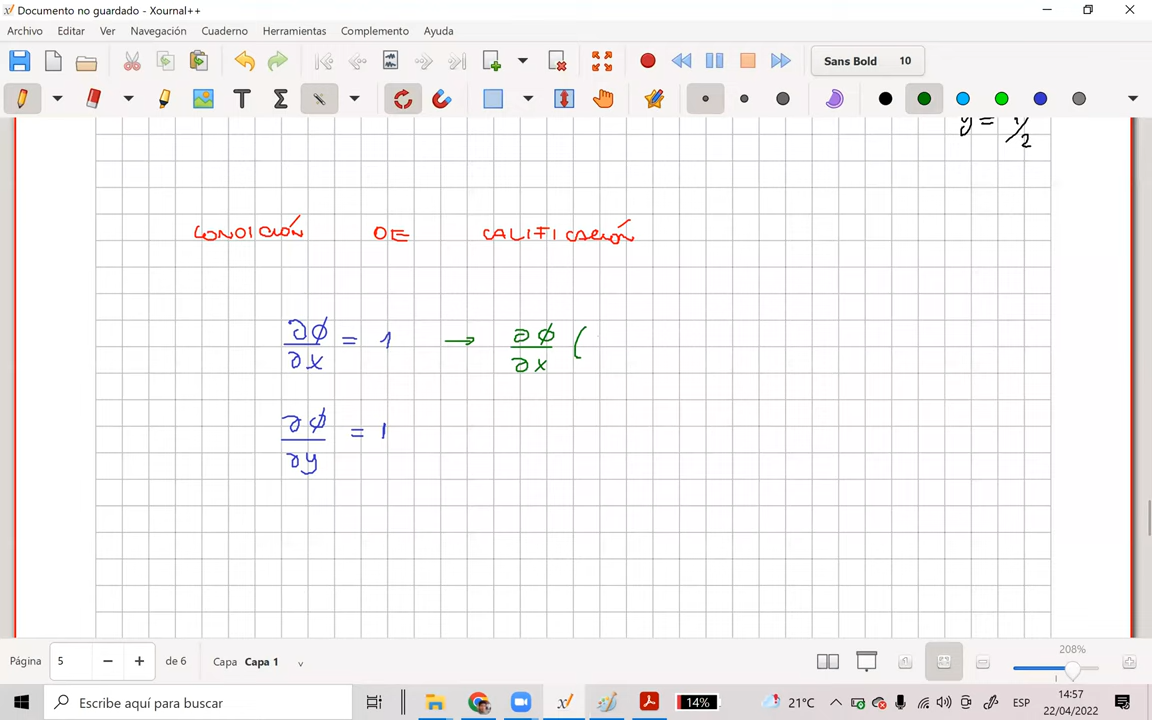 Documento no guardado - Xournal++
Archivo Editar Ver Navegación Cuaderno Herramientas Complemento Ayuda
Sans Bold 10
y = 1/2
CONDICIÓN DE CALIFICACIÓN
∂ϕ/∂x = 1 → ∂ϕ/∂x (
∂ϕ/∂y = 1
Página 5 de 6 Capa Capa 1
208%
Escribe aquí para buscar
14%
21°C
ESP
14:57
22/04/2022